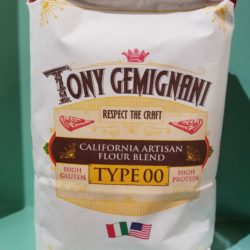 TONY GEMIGNANI
RESPECT THE CRAFT
CALIFORNIA ARTISAN
FLOUR BLEND
HIGH GLUTEN
TYPE 00
HIGH PROTEIN